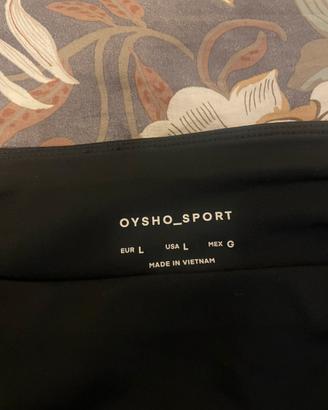 OYSHO_SPORT
EUR L USA L MEX G
MADE IN VIETNAM